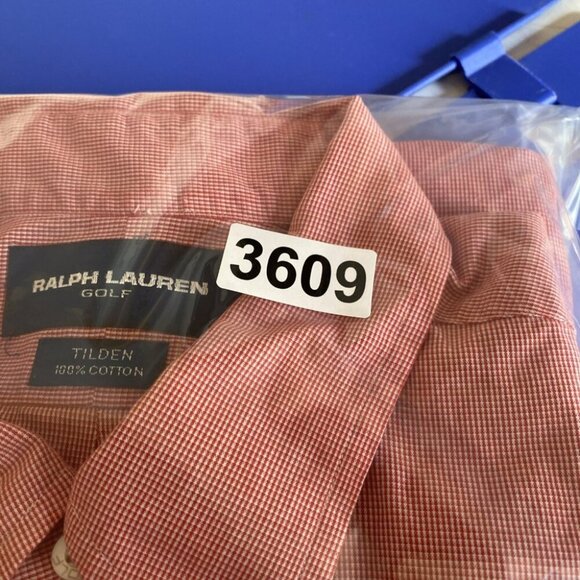 RALPH LAUREN
GOLF
3609
TILDEN
100% COTTON